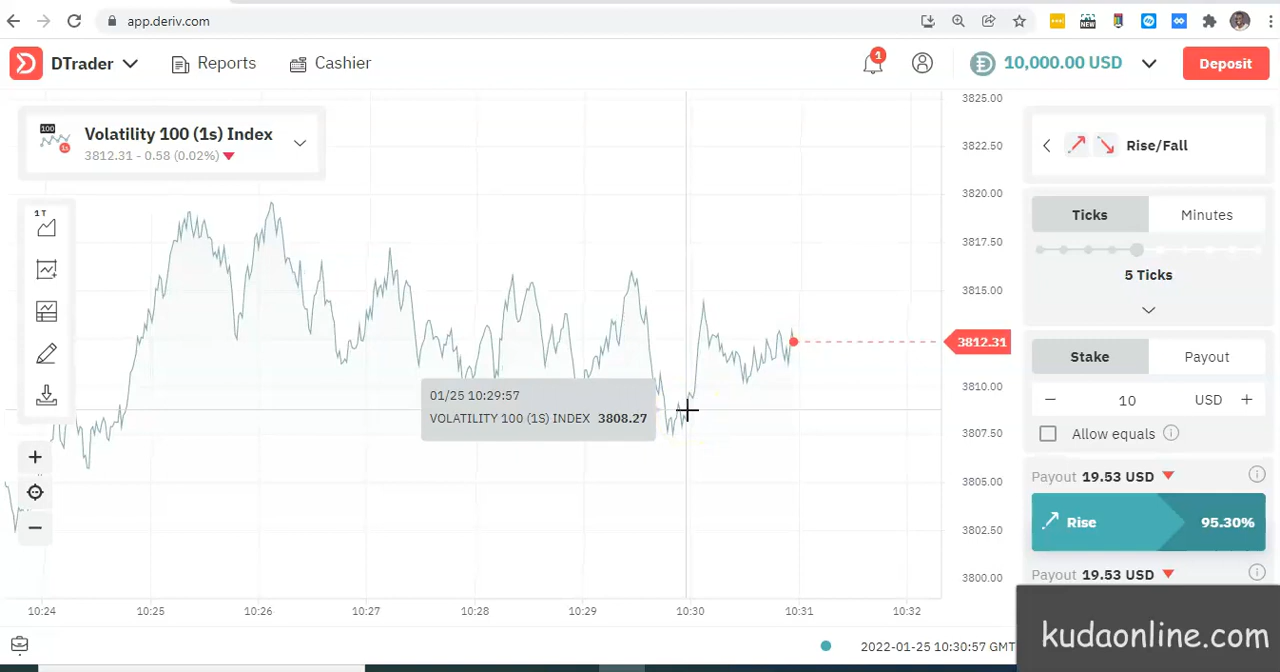 app.deriv.com
NEW
DTrader
Reports
Cashier
1
10,000.00 USD
Deposit
100
1s
Volatility 100 (1s) Index
3812.31 - 0.58 (0.02%)
1 T
3825.00
3822.50
3820.00
3817.50
3815.00
3812.31
3810.00
3807.50
3805.00
3802.50
3800.00
01/25 10:29:57
VOLATILITY 100 (1S) INDEX 3808.27
10:24
10:25
10:26
10:27
10:28
10:29
10:30
10:31
10:32
Rise/Fall
Ticks
Minutes
5 Ticks
Stake
Payout
− 10 USD +
Allow equals
Payout 19.53 USD
Rise 95.30%
Payout 19.53 USD
2022-01-25 10:30:57 GMT
kudaonline.com